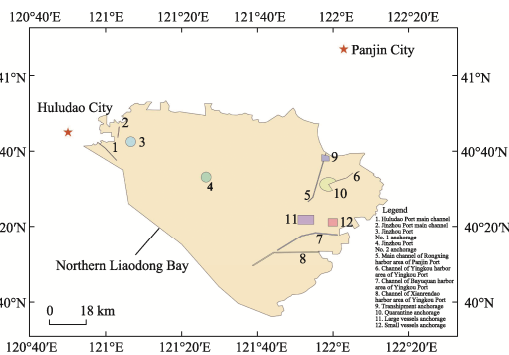 120°40′E 121°E 121°20′E 121°40′E 122°E 122°20′E
Panjin City
41°N 41°N
Huludao City
2
1 3
40′N 9 40°40′N
4 6
5 10
11 12
20′N 40°20′N
7
8
Northern Liaodong Bay
Legend
1. Huludao Port main channel
2. Jinzhou Port main channel
3. Jinzhou Port
No. 1 anchorage
4. Jinzhou Port
No. 2 anchorage
5. Main channel of Rongxing
harbor area of Panjin Port
6. Channel of Yingkou harbor
area of Yingkou Port
7. Channel of Bayuquan harbor
area of Yingkou Port
8. Channel of Xianrendao
harbor area of Yingkou Port
9. Transhipment anchorage
10. Quarantine anchorage
11. Large vessels anchorage
12. Small vessels anchorage
40°N 40°N
0 18 km
120°40′E 121°E 121°20′E 121°40′E 122°E 122°20′E